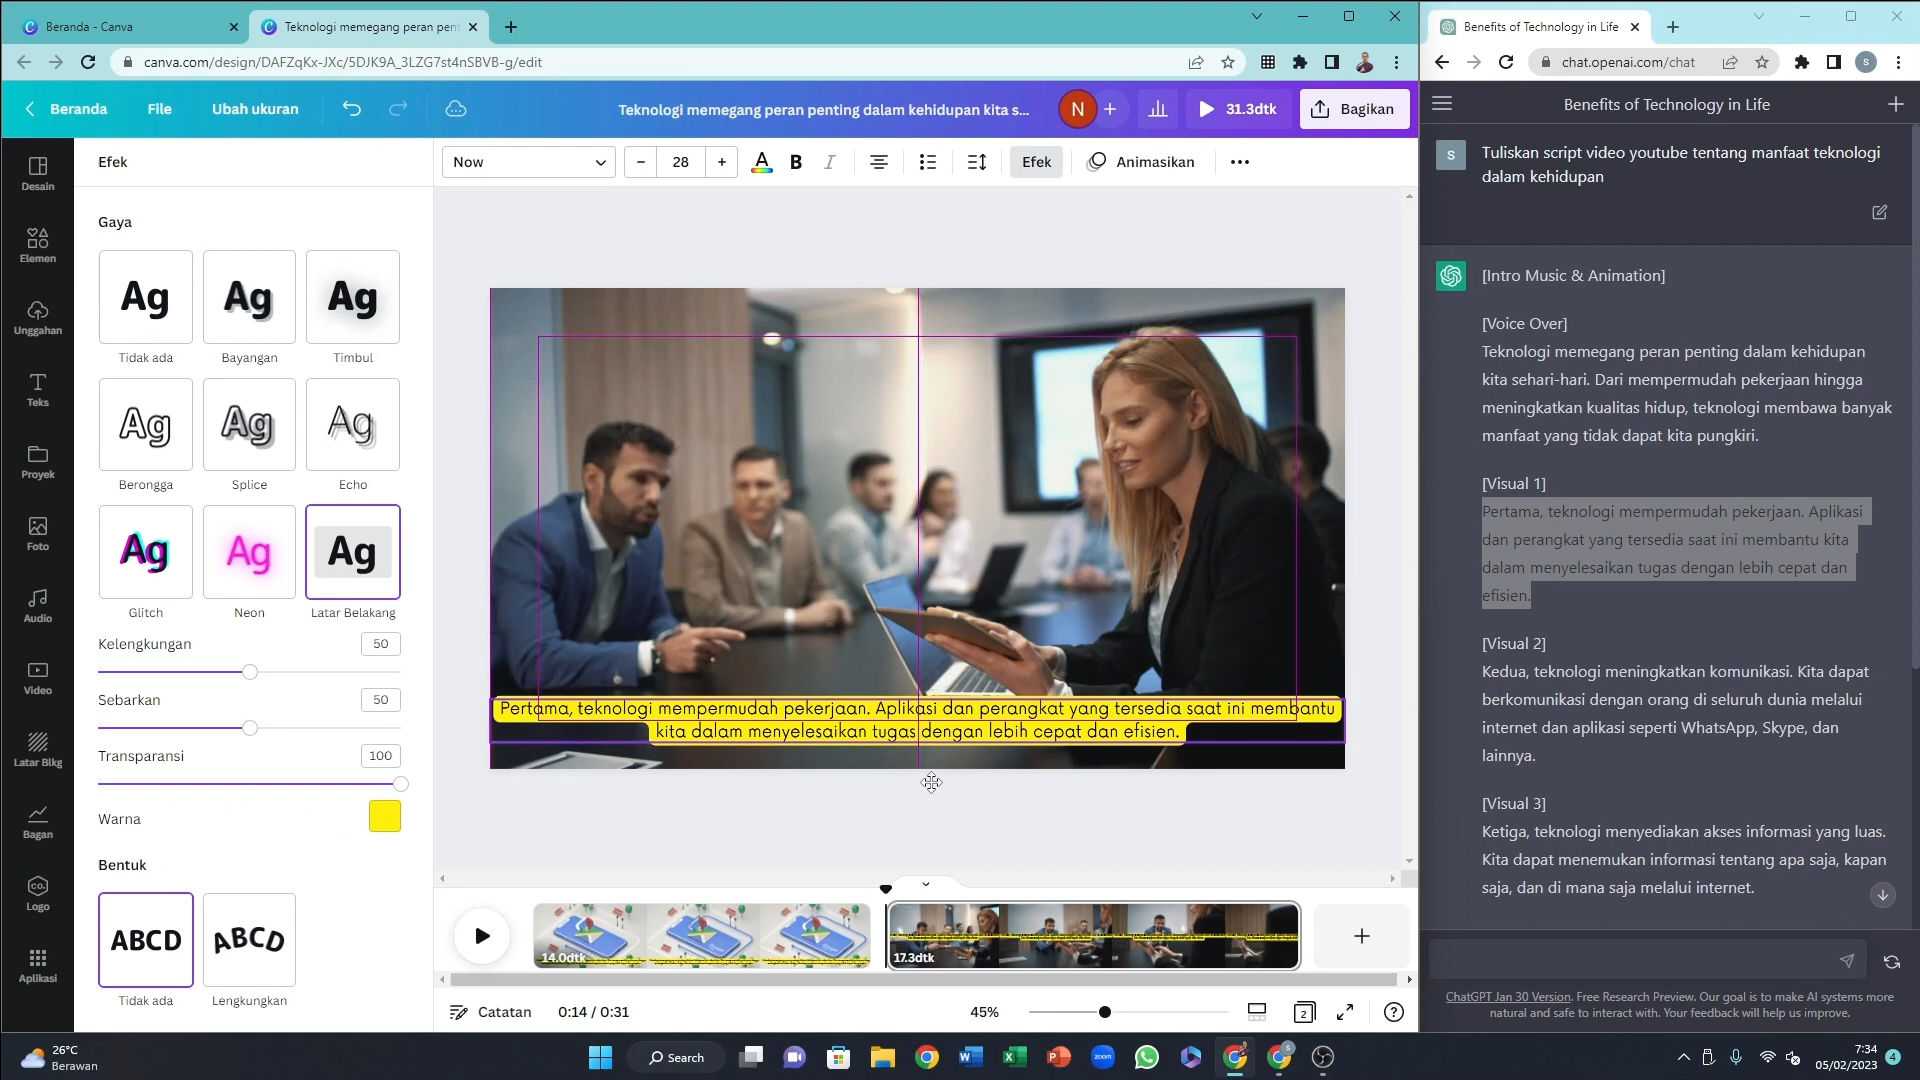 Beranda - Canva
Teknologi memegang peran pent
canva.com/design/DAFZqKx-JXc/5DJK9A_3LZG7st4nSBVB-g/edit
Beranda
File
Ubah ukuran
Teknologi memegang peran penting dalam kehidupan kita s...
N
31.3dtk
Bagikan
Desain
Elemen
Unggahan
Teks
Proyek
Foto
Audio
Video
Latar Blkg
Bagan
CO.
Logo
Aplikasi
Efek
Gaya
Ag
Ag
Ag
Tidak ada
Bayangan
Timbul
Ag
Ag
Ag
Berongga
Splice
Echo
Ag
Ag
Ag
Glitch
Neon
Latar Belakang
Kelengkungan
50
Sebarkan
50
Transparansi
100
Warna
Bentuk
ABCD
ABCD
Tidak ada
Lengkungkan
Now
28
A
B
I
Efek
Animasikan
Pertama, teknologi mempermudah pekerjaan. Aplikasi dan perangkat yang tersedia saat ini membantu
kita dalam menyelesaikan tugas dengan lebih cepat dan efisien.
14.0dtk
17.3dtk
Catatan
0:14 / 0:31
45%
2
Benefits of Technology in Life
chat.openai.com/chat
S
Benefits of Technology in Life
S
Tuliskan script video youtube tentang manfaat teknologi
dalam kehidupan
[Intro Music & Animation]
[Voice Over]
Teknologi memegang peran penting dalam kehidupan
kita sehari-hari. Dari mempermudah pekerjaan hingga
meningkatkan kualitas hidup, teknologi membawa banyak
manfaat yang tidak dapat kita pungkiri.
[Visual 1]
Pertama, teknologi mempermudah pekerjaan. Aplikasi
dan perangkat yang tersedia saat ini membantu kita
dalam menyelesaikan tugas dengan lebih cepat dan
efisien.
[Visual 2]
Kedua, teknologi meningkatkan komunikasi. Kita dapat
berkomunikasi dengan orang di seluruh dunia melalui
internet dan aplikasi seperti WhatsApp, Skype, dan
lainnya.
[Visual 3]
Ketiga, teknologi menyediakan akses informasi yang luas.
Kita dapat menemukan informasi tentang apa saja, kapan
saja, dan di mana saja melalui internet.
ChatGPT Jan 30 Version. Free Research Preview. Our goal is to make AI systems more
natural and safe to interact with. Your feedback will help us improve.
26°C
Berawan
Search
zoom
7:34
05/02/2023
4